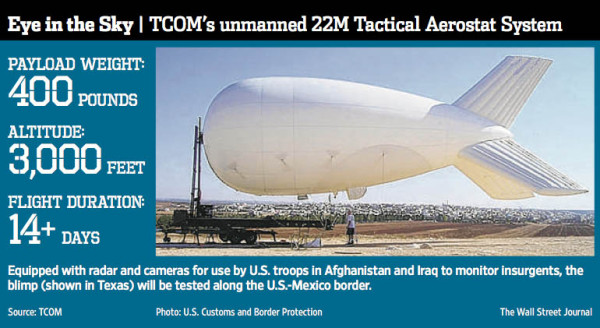 Eye in the Sky | TCOM's unmanned 22M Tactical Aerostat System
PAYLOAD WEIGHT:
400 POUNDS
ALTITUDE:
3,000 FEET
FLIGHT DURATION:
14+ DAYS
Equipped with radar and cameras for use by U.S. troops in Afghanistan and Iraq to monitor insurgents, the
blimp (shown in Texas) will be tested along the U.S.-Mexico border.
Source: TCOM
Photo: U.S. Customs and Border Protection
The Wall Street Journal